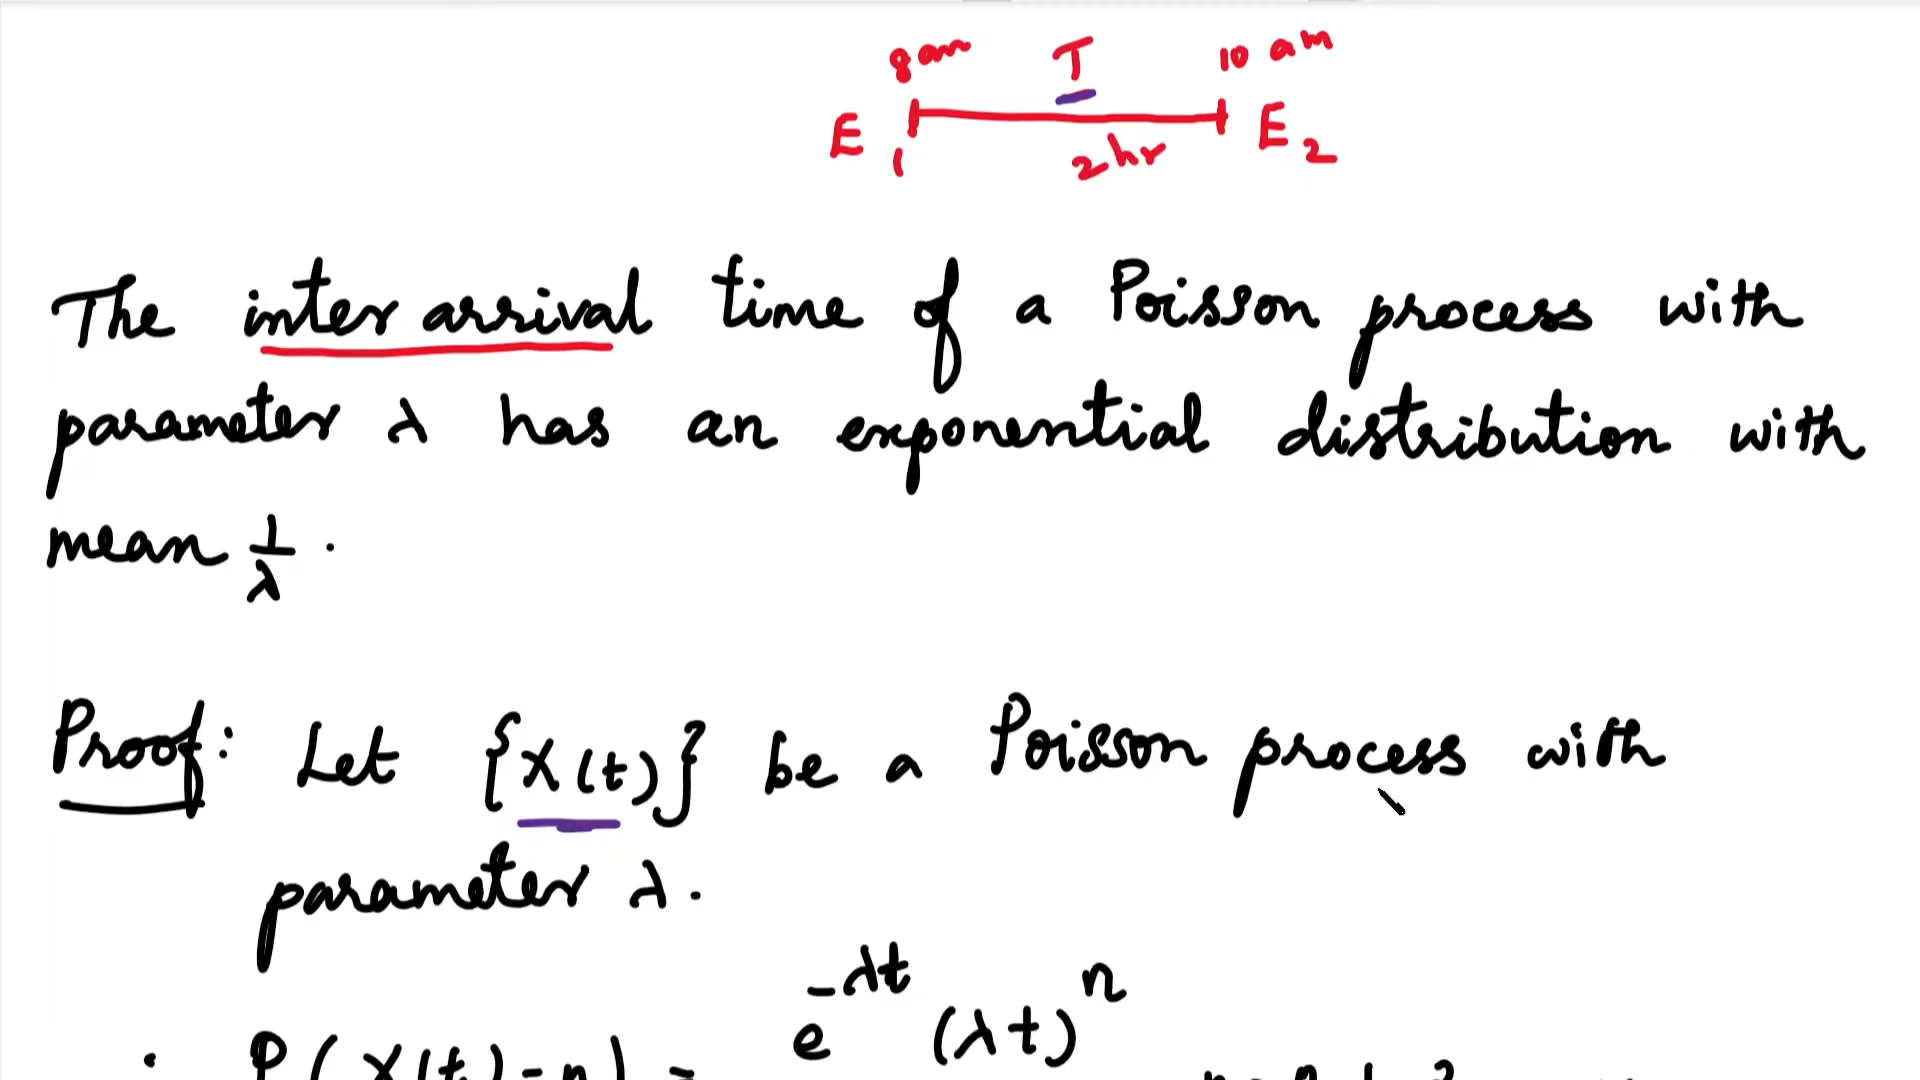 8 am T 10 am
E1 2 hr E2
The inter arrival time of a Poisson process with
parameter λ has an exponential distribution with
mean 1/λ .
Proof: Let {X(t)} be a Poisson process with
parameter λ.
e^-λt (λt)^n
P(X(t)=n) =